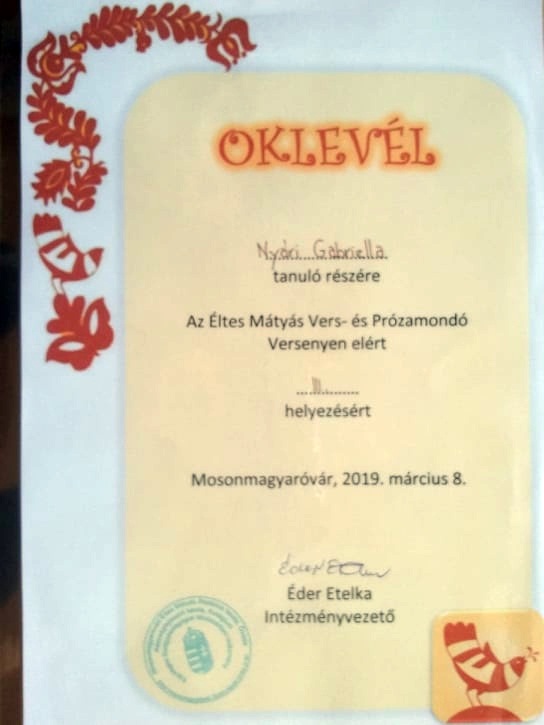 OKLEVÉL
Nyári Gabriella
tanuló részére
Az Éltes Mátyás Vers- és Prózamondó
Versenyen elért
III.
helyezésért
Mosonmagyaróvár, 2019. március 8.
Éder Etelka
Intézményvezető